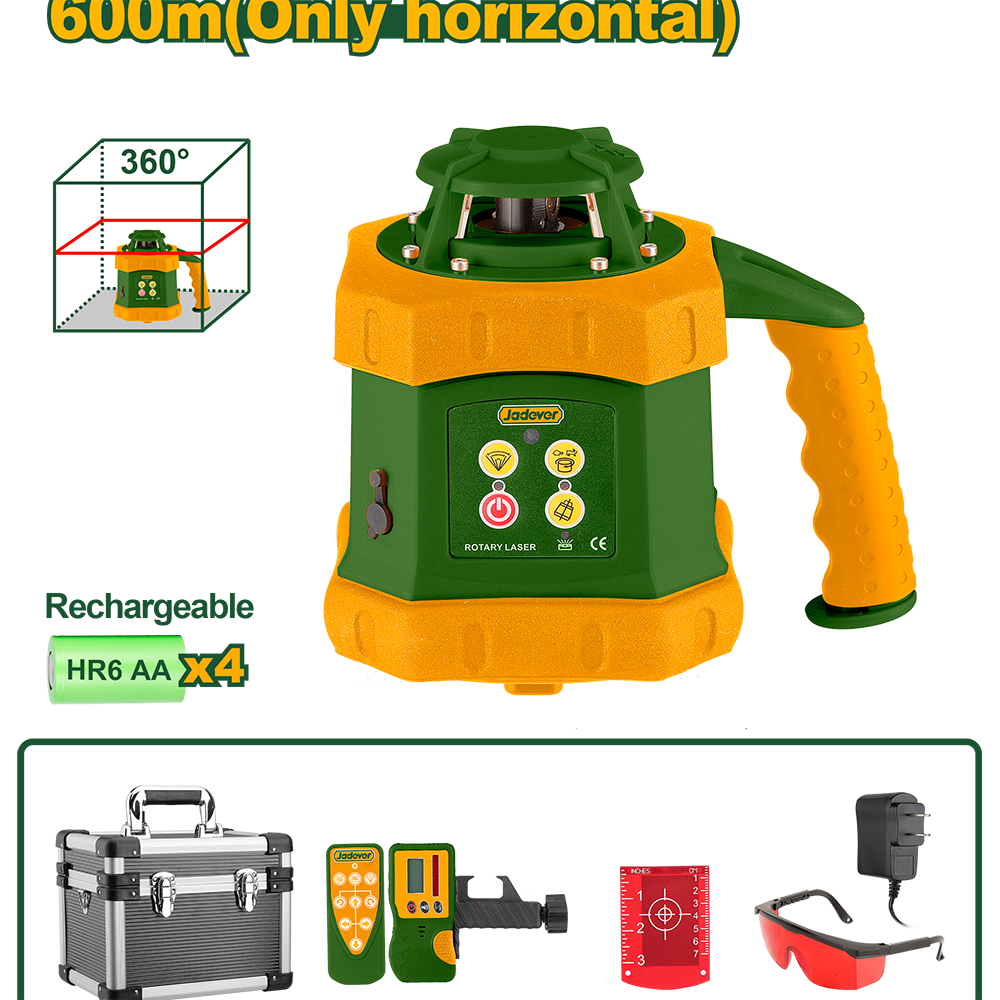 600m(Only horizontal)
360°
Jadever
ROTARY LASER CE
Rechargeable
HR6 AA x4
Jadever
INCHES CM
1
2
3
1
2
3
4
5
6
7